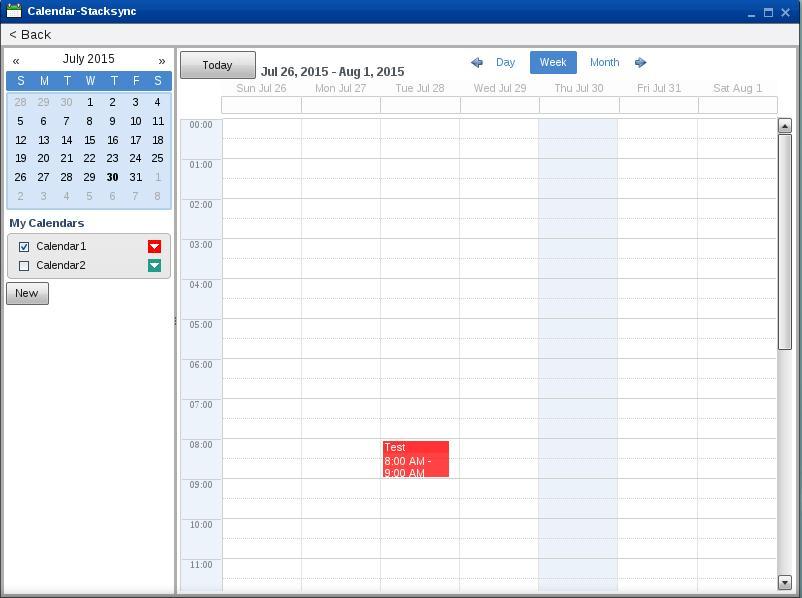 Calendar-Stacksync
< Back
« July 2015 »
S M T W T F S
28 29 30 1 2 3 4
5 6 7 8 9 10 11
12 13 14 15 16 17 18
19 20 21 22 23 24 25
26 27 28 29 30 31 1
2 3 4 5 6 7 8
My Calendars
Calendar1
Calendar2
New
Today
Jul 26, 2015 - Aug 1, 2015
Day Week Month
Sun Jul 26 Mon Jul 27 Tue Jul 28 Wed Jul 29 Thu Jul 30 Fri Jul 31 Sat Aug 1
00:00
01:00
02:00
03:00
04:00
05:00
06:00
07:00
08:00
Test
8:00 AM -
9:00 AM
09:00
10:00
11:00